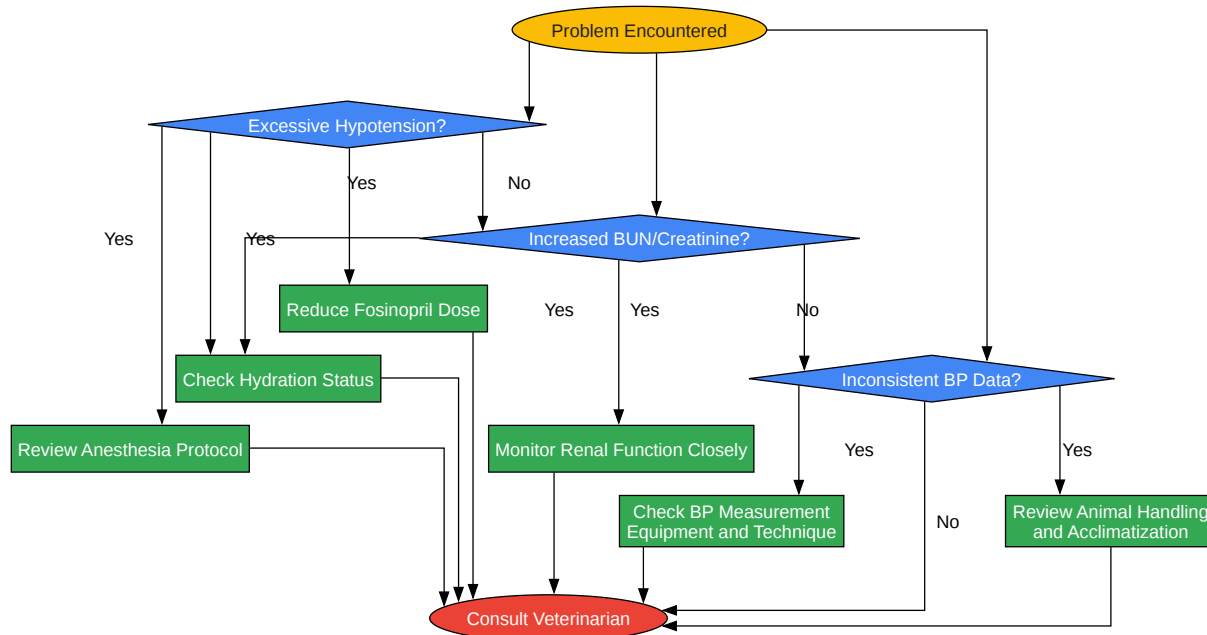 Problem Encountered
Excessive Hypotension?
Yes
No
Yes
Yes
Increased BUN/Creatinine?
Reduce Fosinopril Dose
Yes
Yes
No
Check Hydration Status
Inconsistent BP Data?
Review Anesthesia Protocol
Monitor Renal Function Closely
Yes
Yes
Check BP Measurement
Equipment and Technique
No
Review Animal Handling
and Acclimatization
Consult Veterinarian